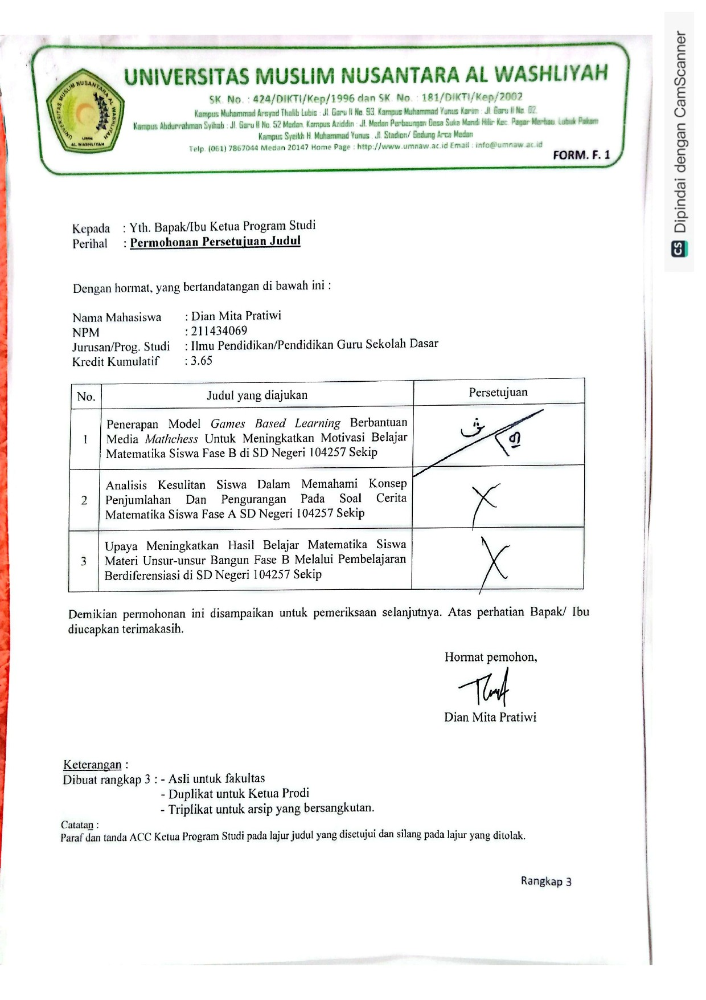 UNIVERSITAS MUSLIM NUSANTARA AL WASHLIYAH
SK. No. : 424/DIKTI/Kep/1996 dan SK. No. : 181/DIKTI/Kep/2002
Kampus Muhammad Arsyad Thalib Lubis : Jl. Garu II No. 93, Kampus Muhammad Yunus Karim : Jl. Garu II No. 02,
Kampus Abdurrahman Syihab : Jl. Garu II No. 52 Medan, Kampus Aziddin : Jl. Medan Perbaungan Desa Suka Mandi Hilir Kec. Pagar Merbau, Lubuk Pakam
Kampus Syeikh H. Muhammad Yunus , Jl. Stadion/ Gedung Arca Medan
Telp. (061) 7867044 Medan 20147 Home Page : http://www.umnaw.ac.id Email : info@umnaw.ac.id
FORM. F. 1
UNIVERSITAS MUSLIM NUSANTARA AL WASHLIYAH
UMN
AL WASHLIYAH
Kepada : Yth. Bapak/Ibu Ketua Program Studi
Perihal : Permohonan Persetujuan Judul
Dengan hormat, yang bertandatangan di bawah ini :
Nama Mahasiswa : Dian Mita Pratiwi
NPM : 211434069
Jurusan/Prog. Studi : Ilmu Pendidikan/Pendidikan Guru Sekolah Dasar
Kredit Kumulatif : 3.65
No. Judul yang diajukan Persetujuan
1 Penerapan Model Games Based Learning Berbantuan
Media Mathchess Untuk Meningkatkan Motivasi Belajar
Matematika Siswa Fase B di SD Negeri 104257 Sekip
2 Analisis Kesulitan Siswa Dalam Memahami Konsep
Penjumlahan Dan Pengurangan Pada Soal Cerita
Matematika Siswa Fase A SD Negeri 104257 Sekip
3 Upaya Meningkatkan Hasil Belajar Matematika Siswa
Materi Unsur-unsur Bangun Fase B Melalui Pembelajaran
Berdiferensiasi di SD Negeri 104257 Sekip
Demikian permohonan ini disampaikan untuk pemeriksaan selanjutnya. Atas perhatian Bapak/ Ibu
diucapkan terimakasih.
Hormat pemohon,
Dian Mita Pratiwi
Keterangan :
Dibuat rangkap 3 : - Asli untuk fakultas
- Duplikat untuk Ketua Prodi
- Triplikat untuk arsip yang bersangkutan.
Catatan :
Paraf dan tanda ACC Ketua Program Studi pada lajur judul yang disetujui dan silang pada lajur yang ditolak.
Rangkap 3
CS Dipindai dengan CamScanner